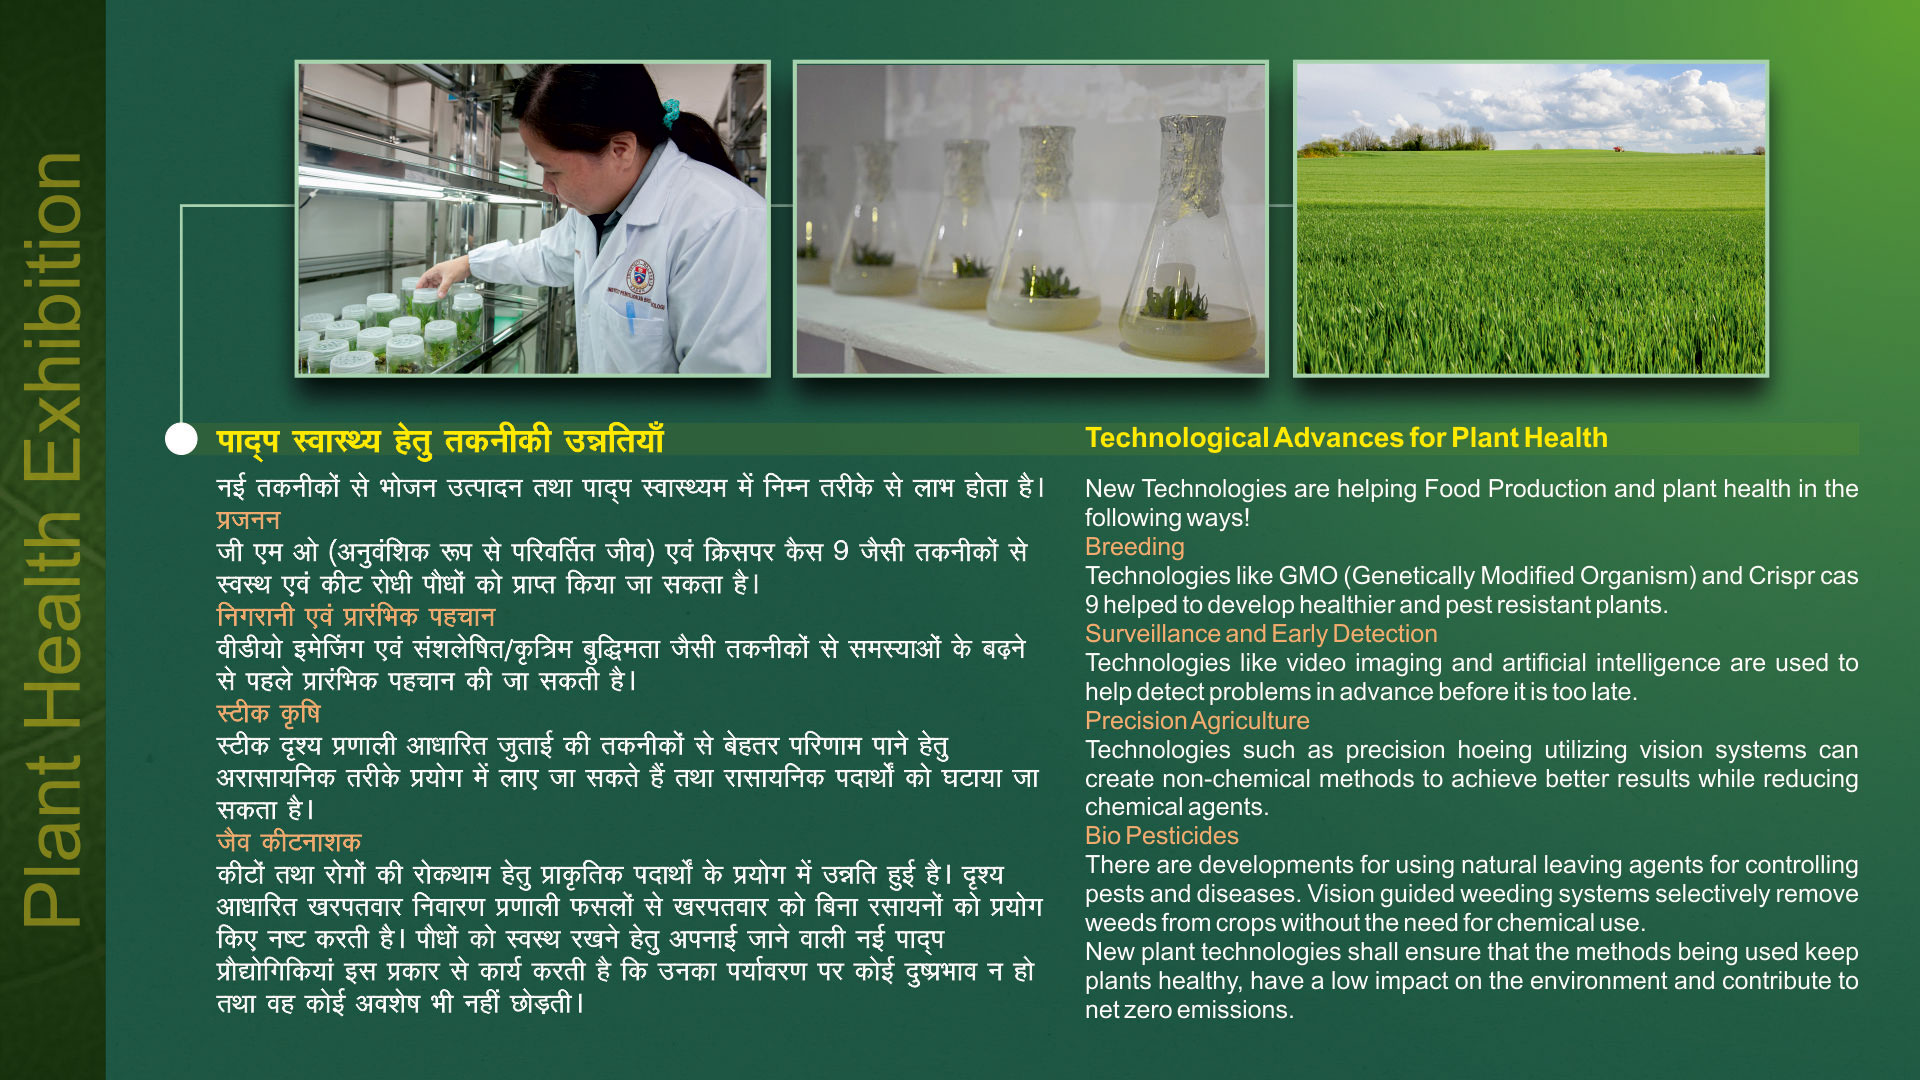 Plant Health Exhibition
पाद्प स्वास्थ्य हेतु तकनीकी उन्नतियाँ
नई तकनीकों से भोजन उत्पादन तथा पाद्प स्वास्थ्यम में निम्न तरीके से लाभ होता है।
प्रजनन
जी एम ओ (अनुवंशिक रूप से परिवर्तित जीव) एवं क्रिसपर कैस 9 जैसी तकनीकों से
स्वस्थ एवं कीट रोधी पौधों को प्राप्त किया जा सकता है।
निगरानी एवं प्रारंभिक पहचान
वीडीयो इमेजिंग एवं संशलेषित/कृत्रिम बुद्धिमता जैसी तकनीकों से समस्याओं के बढ़ने
से पहले प्रारंभिक पहचान की जा सकती है।
स्टीक कृषि
स्टीक दृश्य प्रणाली आधारित जुताई की तकनीकों से बेहतर परिणाम पाने हेतु
अरासायनिक तरीके प्रयोग में लाए जा सकते हैं तथा रासायनिक पदार्थों को घटाया जा
सकता है।
जैव कीटनाशक
कीटों तथा रोगों की रोकथाम हेतु प्राकृतिक पदार्थों के प्रयोग में उन्नति हुई है। दृश्य
आधारित खरपतवार निवारण प्रणाली फसलों से खरपतवार को बिना रसायनों को प्रयोग
किए नष्ट करती है। पौधों को स्वस्थ रखने हेतु अपनाई जाने वाली नई पाद्प
प्रौद्योगिकियां इस प्रकार से कार्य करती है कि उनका पर्यावरण पर कोई दुष्प्रभाव न हो
तथा वह कोई अवशेष भी नहीं छोड़ती।
Technological Advances for Plant Health
New Technologies are helping Food Production and plant health in the
following ways!
Breeding
Technologies like GMO (Genetically Modified Organism) and Crispr cas
9 helped to develop healthier and pest resistant plants.
Surveillance and Early Detection
Technologies like video imaging and artificial intelligence are used to
help detect problems in advance before it is too late.
Precision Agriculture
Technologies such as precision hoeing utilizing vision systems can
create non-chemical methods to achieve better results while reducing
chemical agents.
Bio Pesticides
There are developments for using natural leaving agents for controlling
pests and diseases. Vision guided weeding systems selectively remove
weeds from crops without the need for chemical use.
New plant technologies shall ensure that the methods being used keep
plants healthy, have a low impact on the environment and contribute to
net zero emissions.